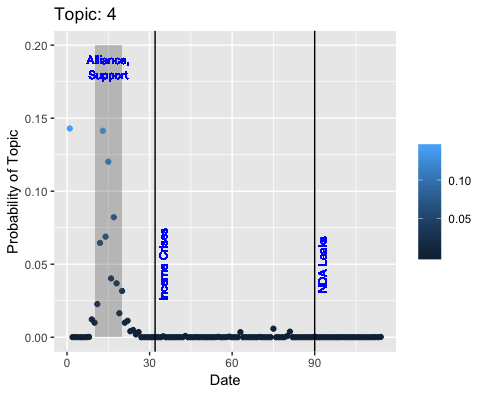 Topic: 4
0.20
0.15
0.10
0.05
0.00
Probability of Topic
Alliance,
Support
Income Crises
NDA Leaks
0
30
60
90
Date
0.10
0.05